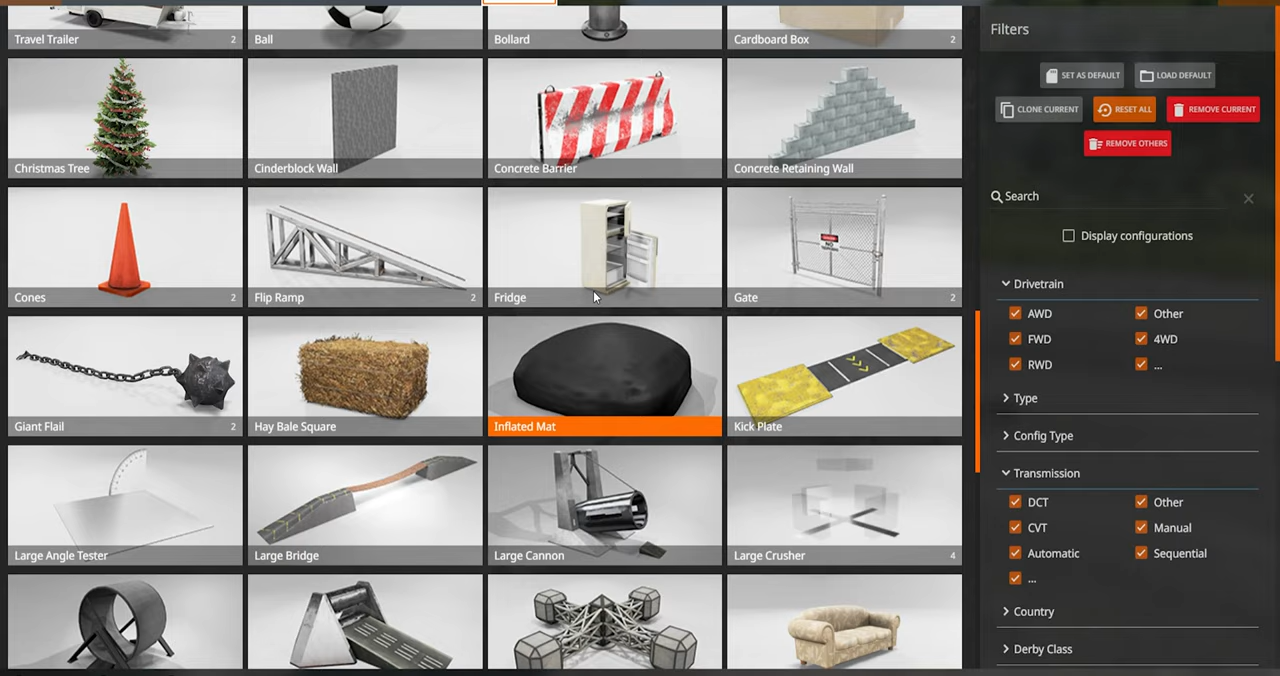 Travel Trailer 2
Ball
Bollard
Cardboard Box 2
Christmas Tree
Cinderblock Wall
Concrete Barrier
Concrete Retaining Wall
Cones 2
Flip Ramp 2
Fridge
Gate 2
Giant Flail 2
Hay Bale Square
Inflated Mat
Kick Plate
Large Angle Tester
Large Bridge
Large Cannon
Large Crusher 4
Filters
SET AS DEFAULT
LOAD DEFAULT
CLONE CURRENT
RESET ALL
REMOVE CURRENT
REMOVE OTHERS
Search
Display configurations
Drivetrain
AWD
Other
FWD
4WD
RWD
...
Type
Config Type
Transmission
DCT
Other
CVT
Manual
Automatic
Sequential
...
Country
Derby Class